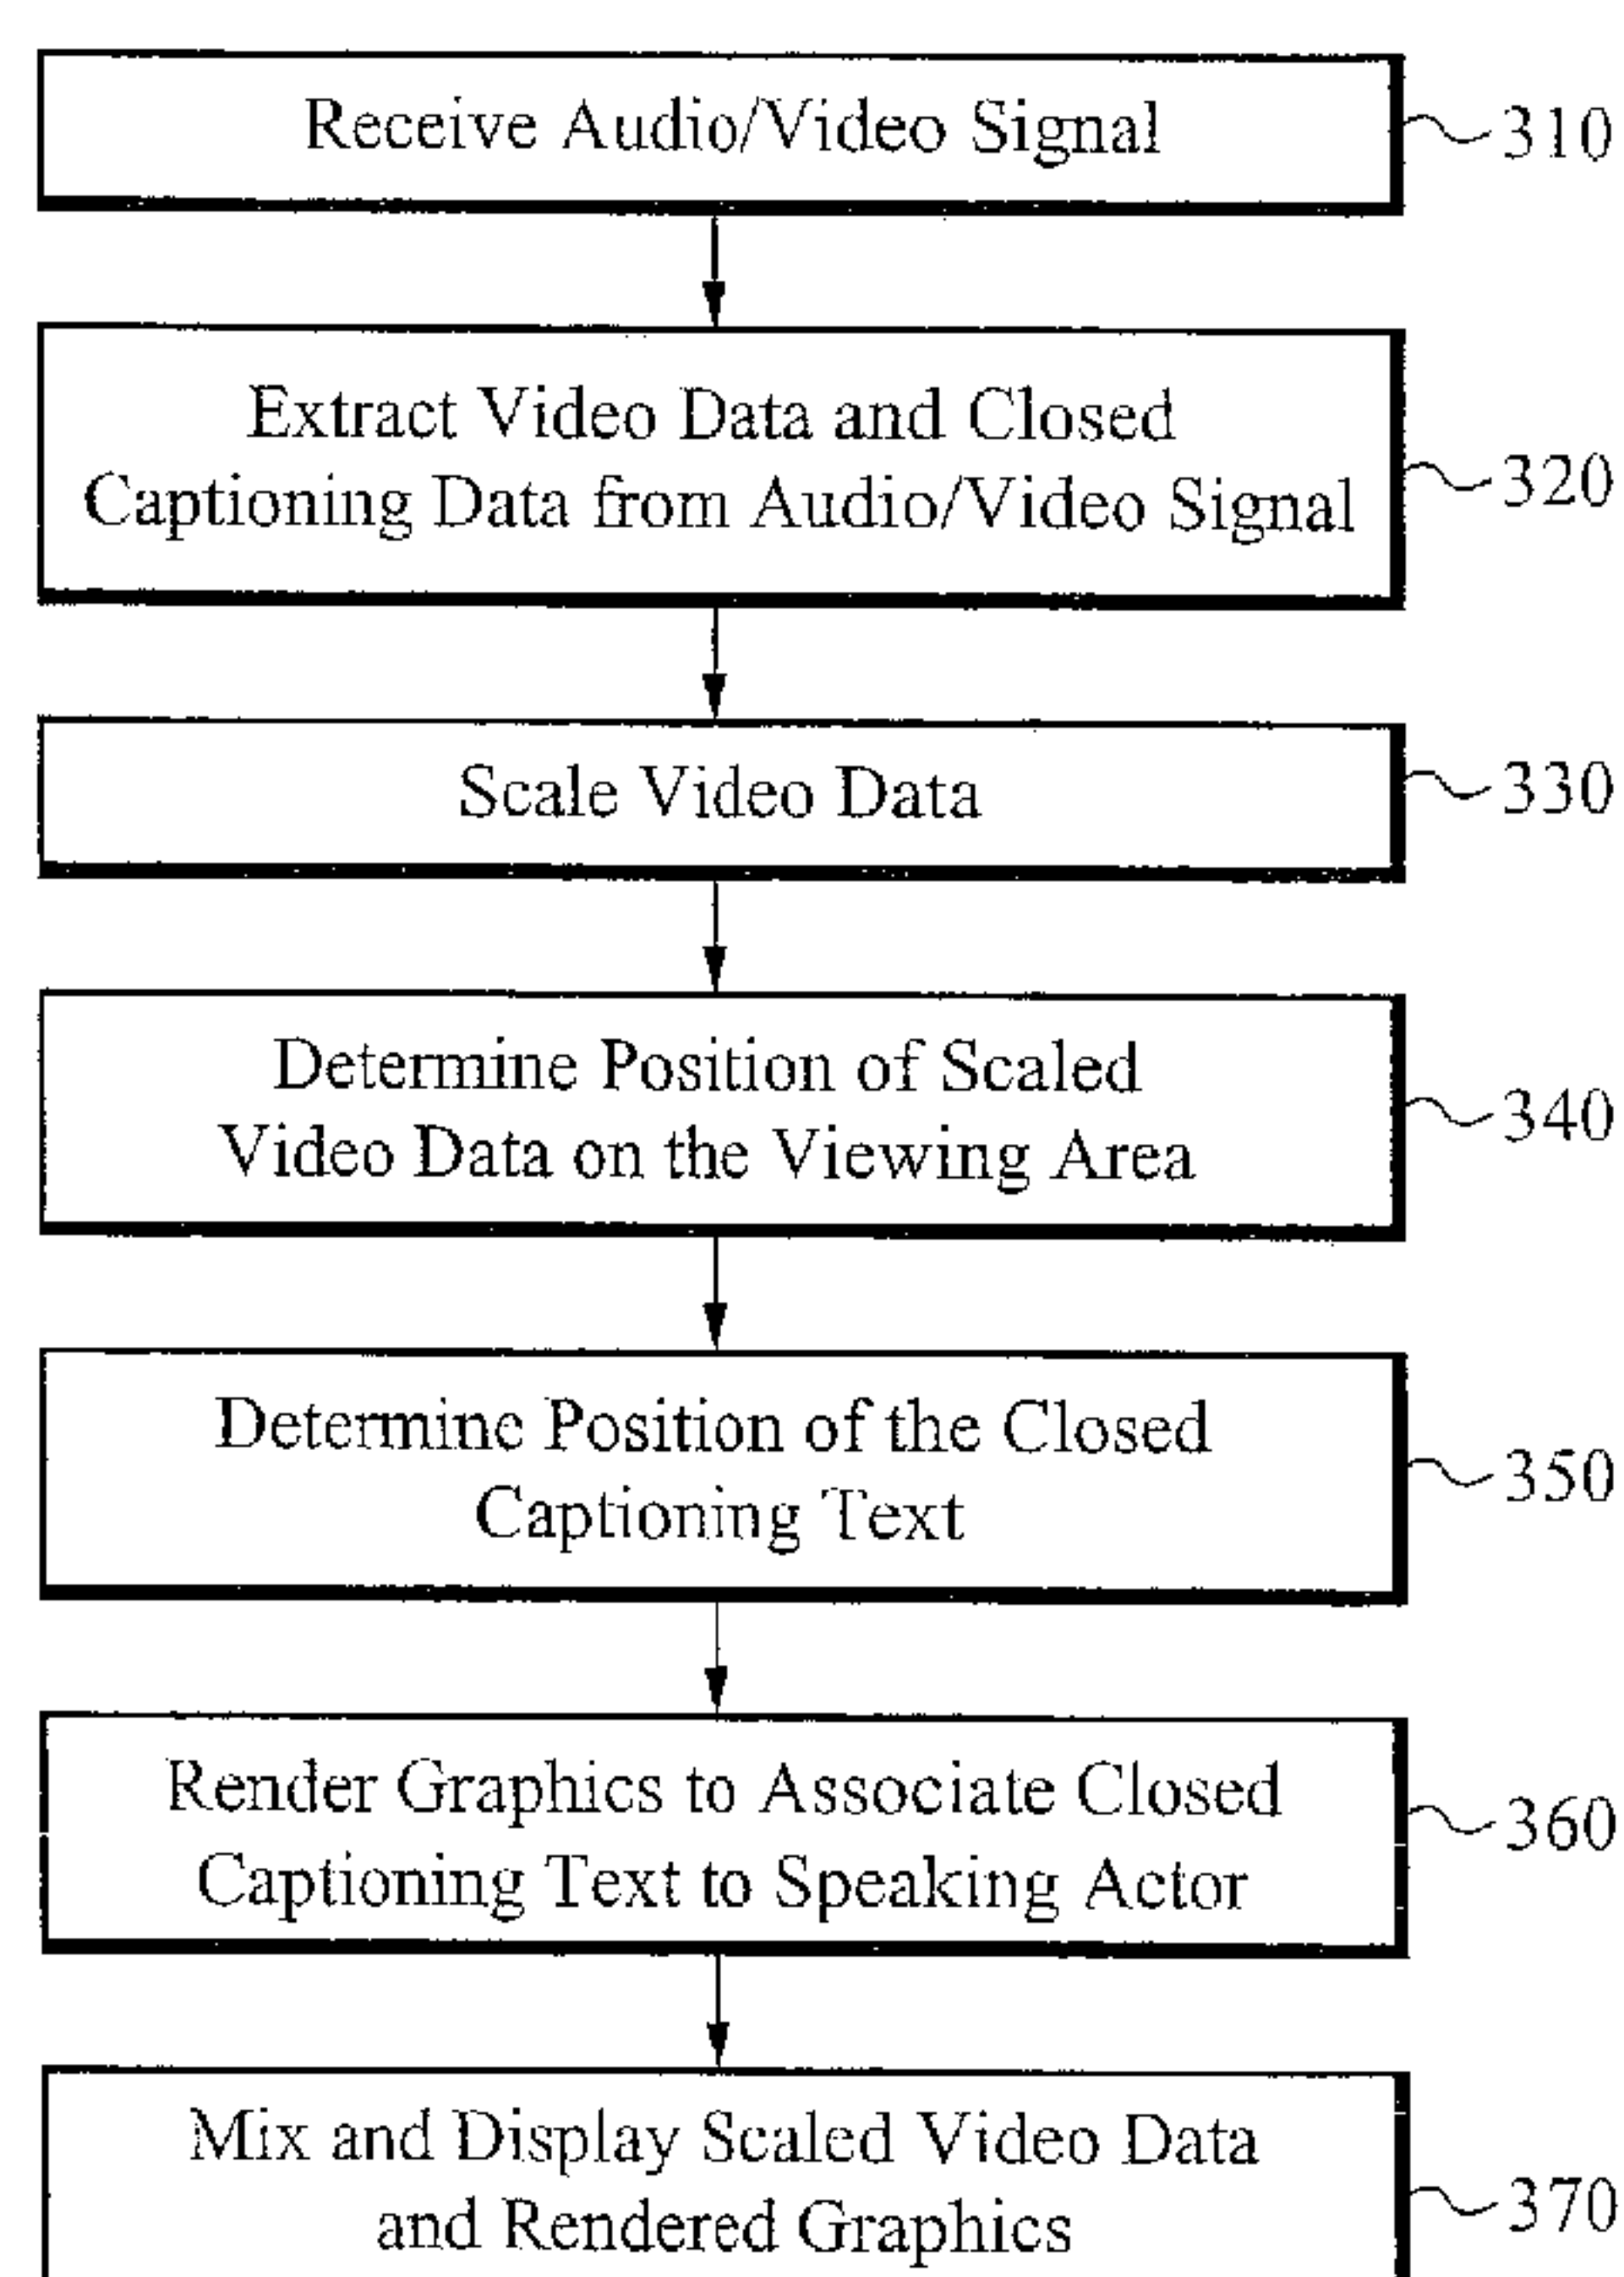 Receive Audio/Video Signal
310
Extract Video Data and Closed
Captioning Data from Audio/Video Signal
320
Scale Video Data
330
Determine Position of Scaled
Video Data on the Viewing Area
340
Determine Position of the Closed
Captioning Text
350
Render Graphics to Associate Closed
Captioning Text to Speaking Actor
360
Mix and Display Scaled Video Data
and Rendered Graphics
370